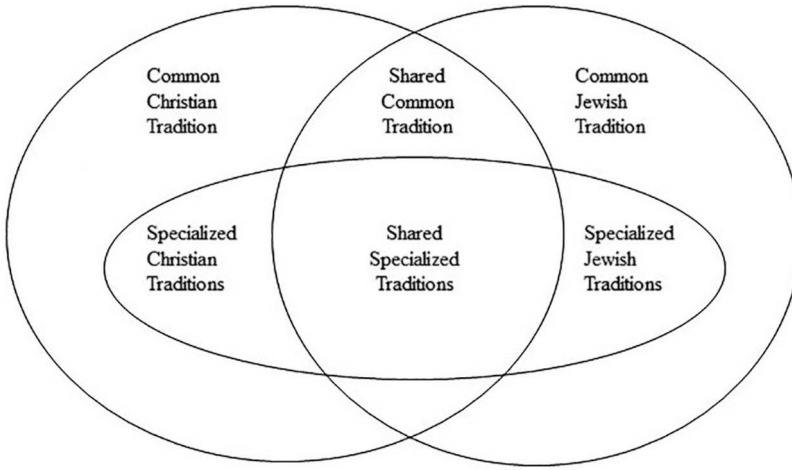 Common
Christian
Tradition
Shared
Common
Tradition
Common
Jewish
Tradition
Specialized
Christian
Traditions
Shared
Specialized
Traditions
Specialized
Jewish
Traditions